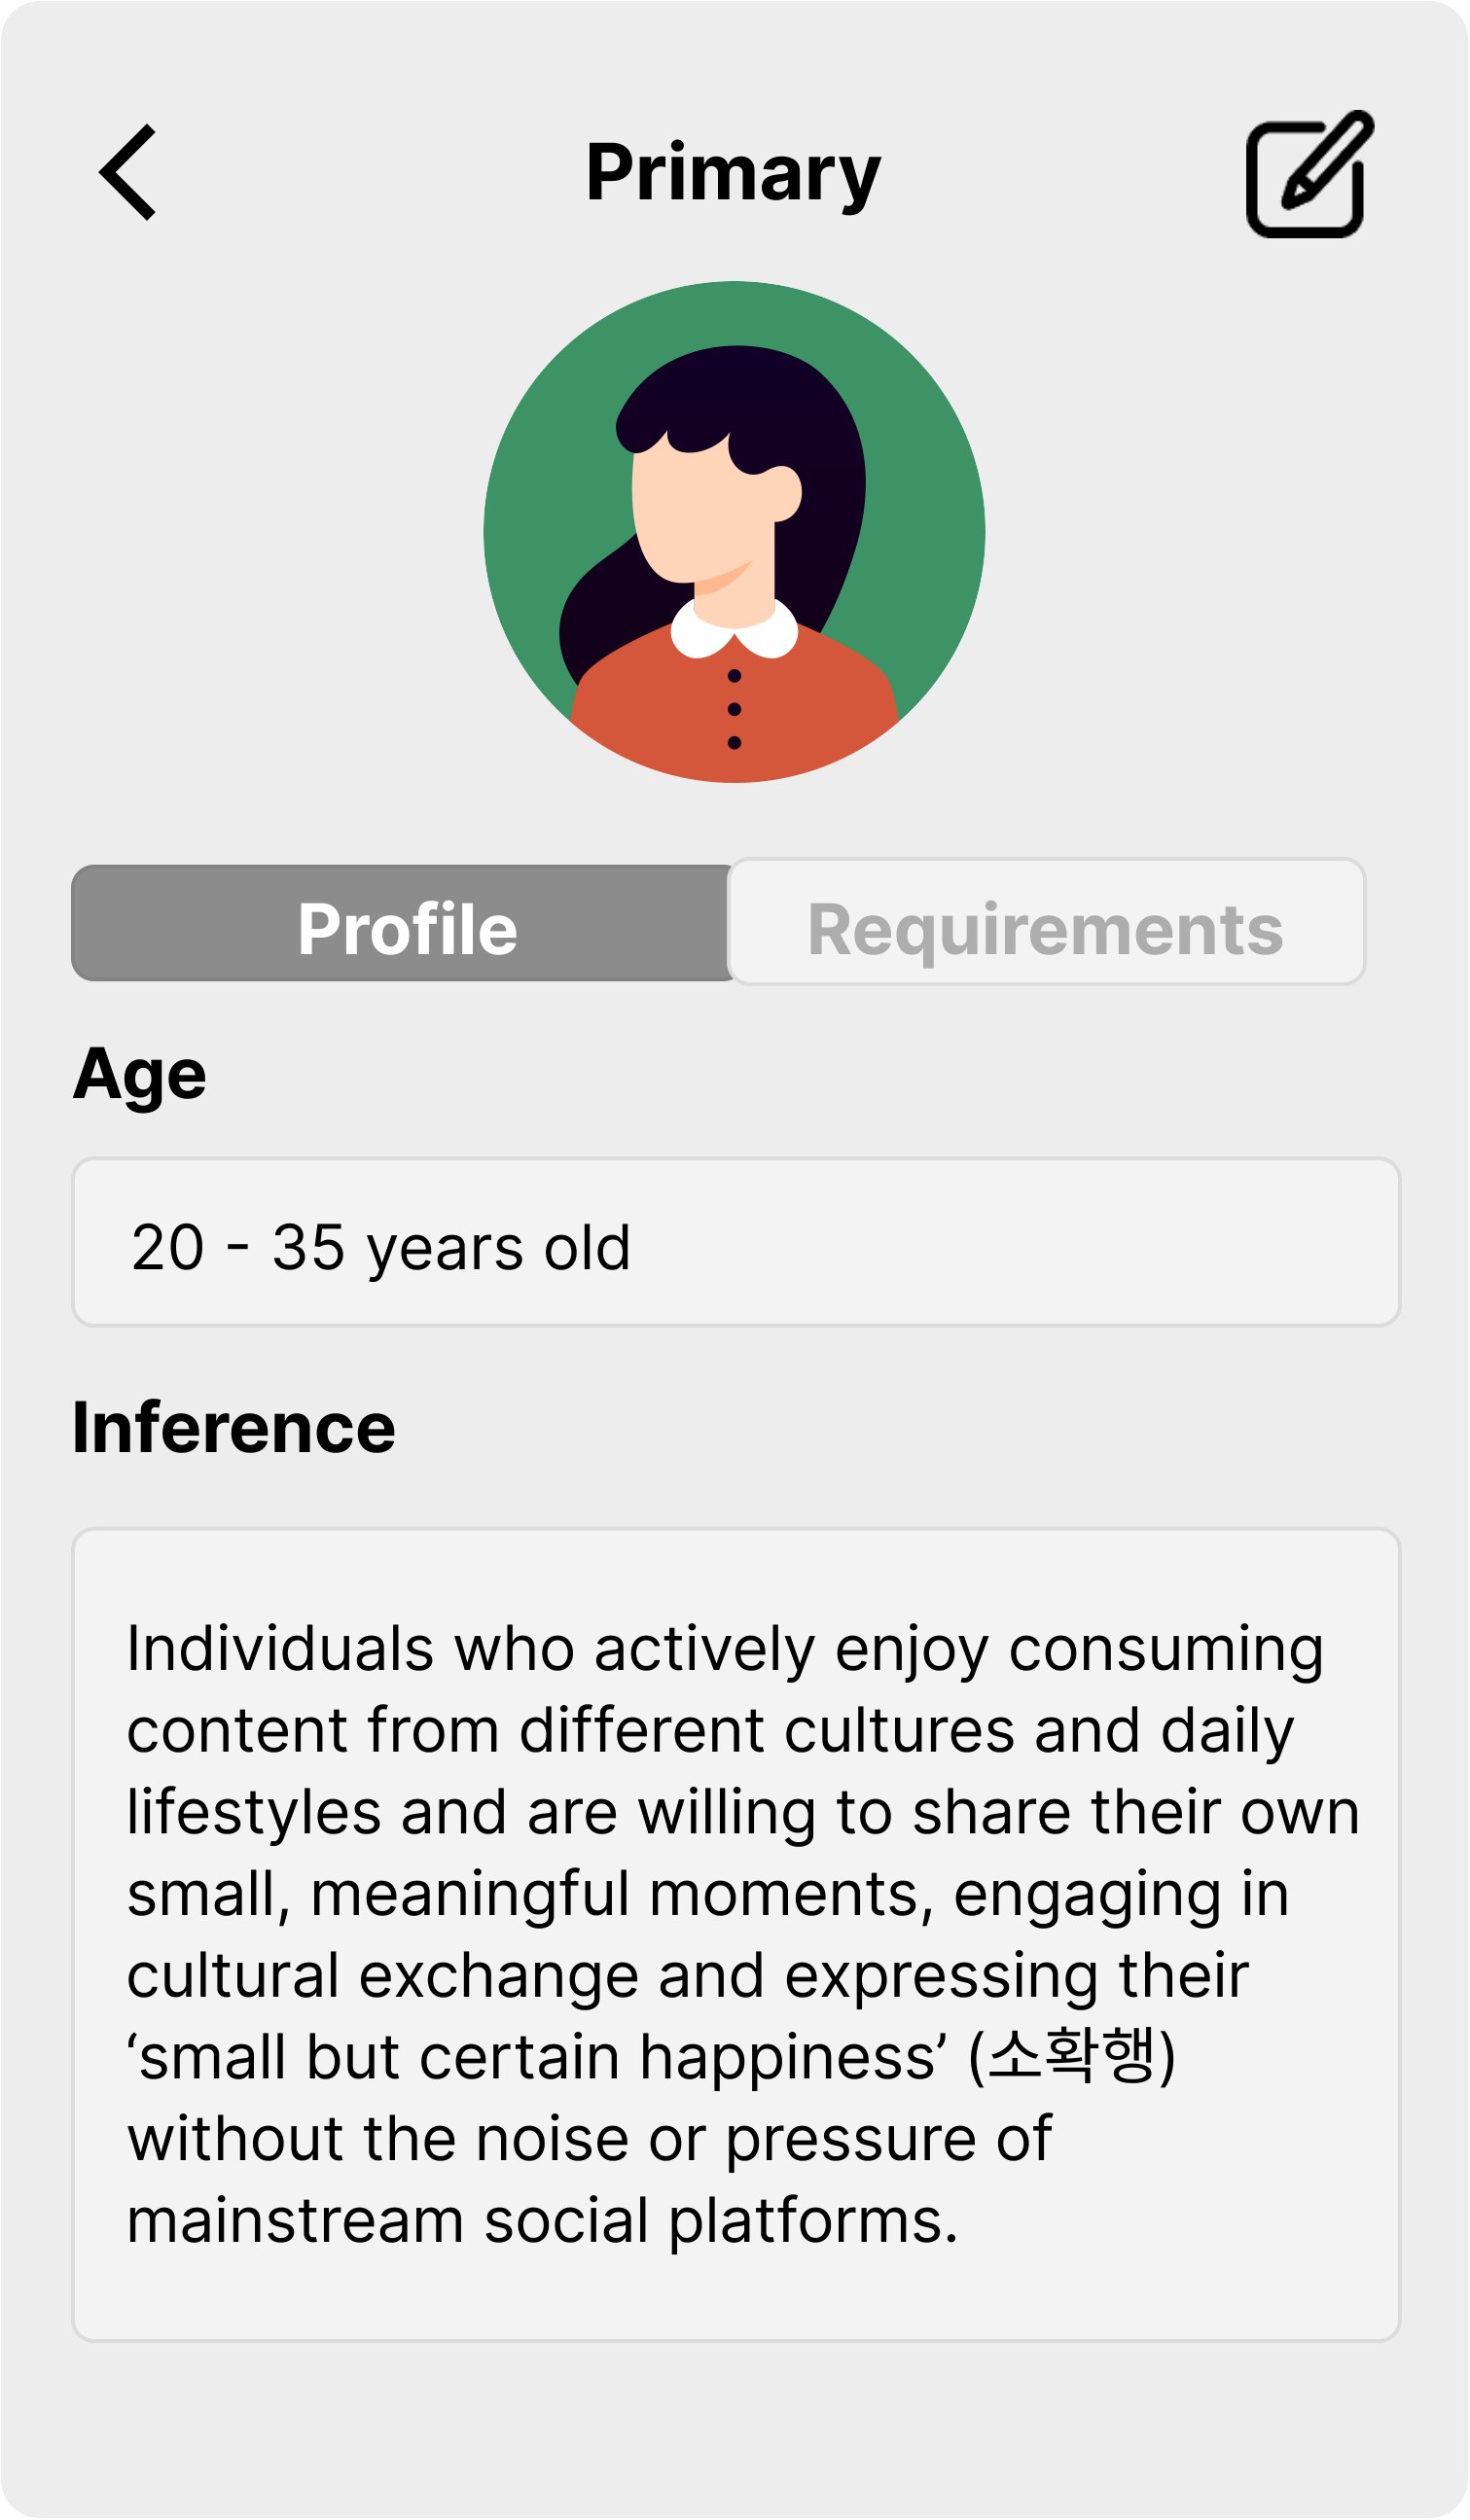 Primary
Profile
Requirements
Age
20 - 35 years old
Inference
Individuals who actively enjoy consuming
content from different cultures and daily
lifestyles and are willing to share their own
small, meaningful moments, engaging in
cultural exchange and expressing their
‘small but certain happiness’ (소확행)
without the noise or pressure of
mainstream social platforms.